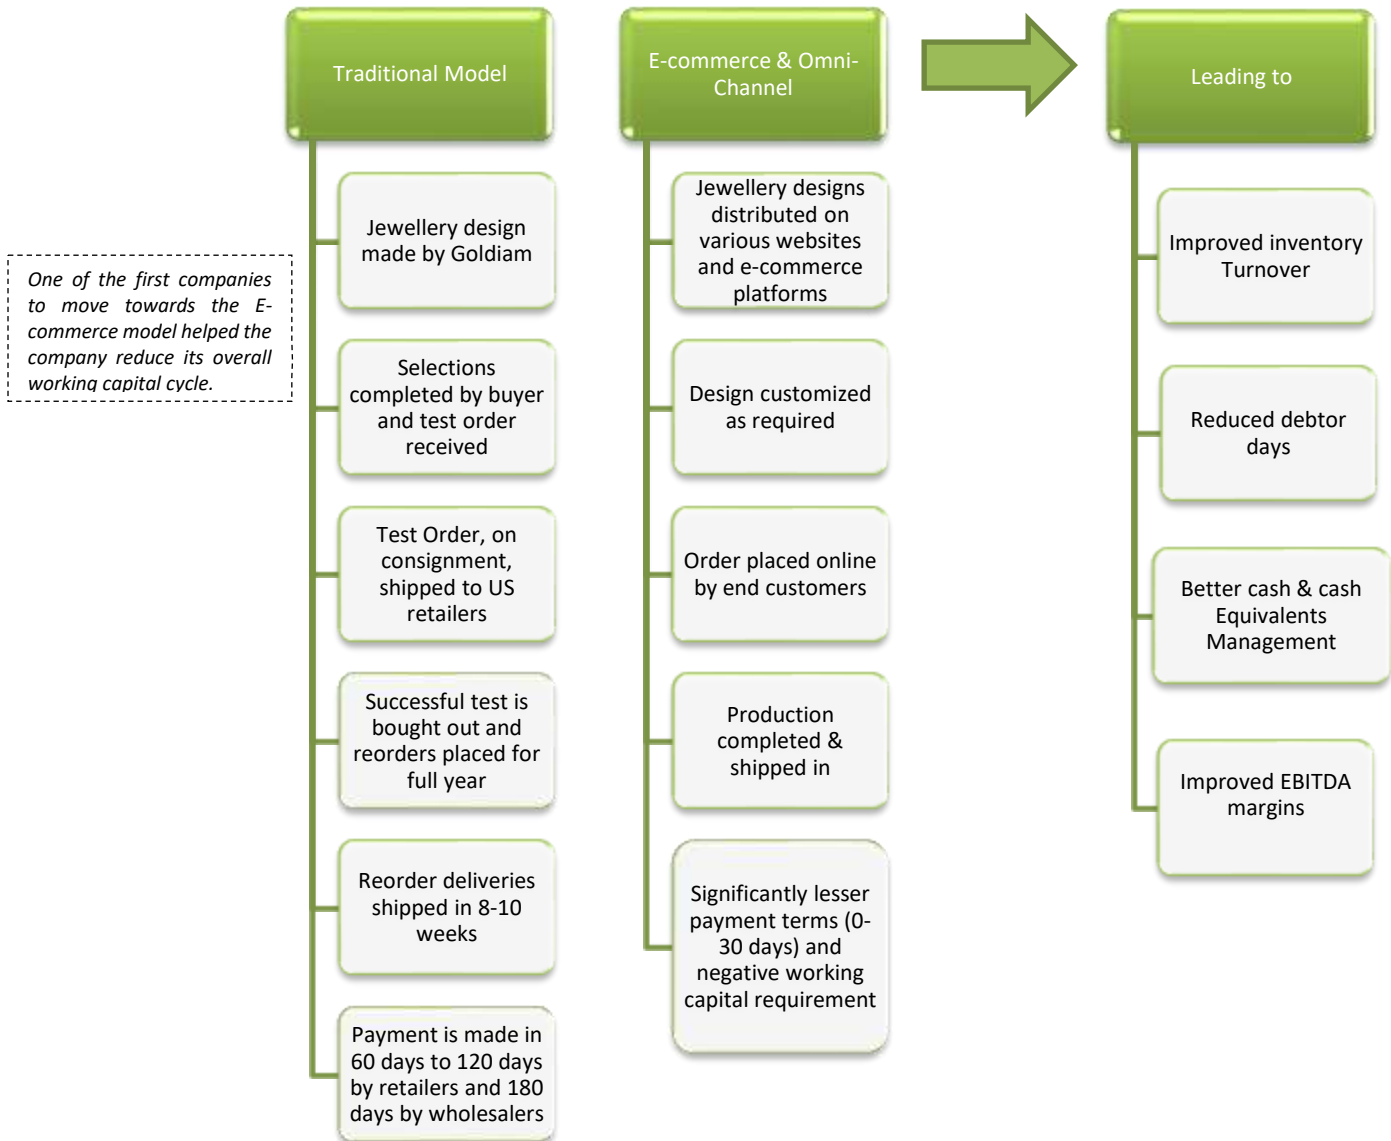 Traditional Model
E-commerce & Omni-
Channel
Leading to
One of the first companies
to move towards the E-
commerce model helped the
company reduce its overall
working capital cycle.
Jewellery design
made by Goldiam
Selections
completed by buyer
and test order
received
Test Order, on
consignment,
shipped to US
retailers
Successful test is
bought out and
reorders placed for
full year
Reorder deliveries
shipped in 8-10
weeks
Payment is made in
60 days to 120 days
by retailers and 180
days by wholesalers
Jewellery designs
distributed on
various websites
and e-commerce
platforms
Design customized
as required
Order placed online
by end customers
Production
completed &
shipped in
Significantly lesser
payment terms (0-
30 days) and
negative working
capital requirement
Improved inventory
Turnover
Reduced debtor
days
Better cash & cash
Equivalents
Management
Improved EBITDA
margins